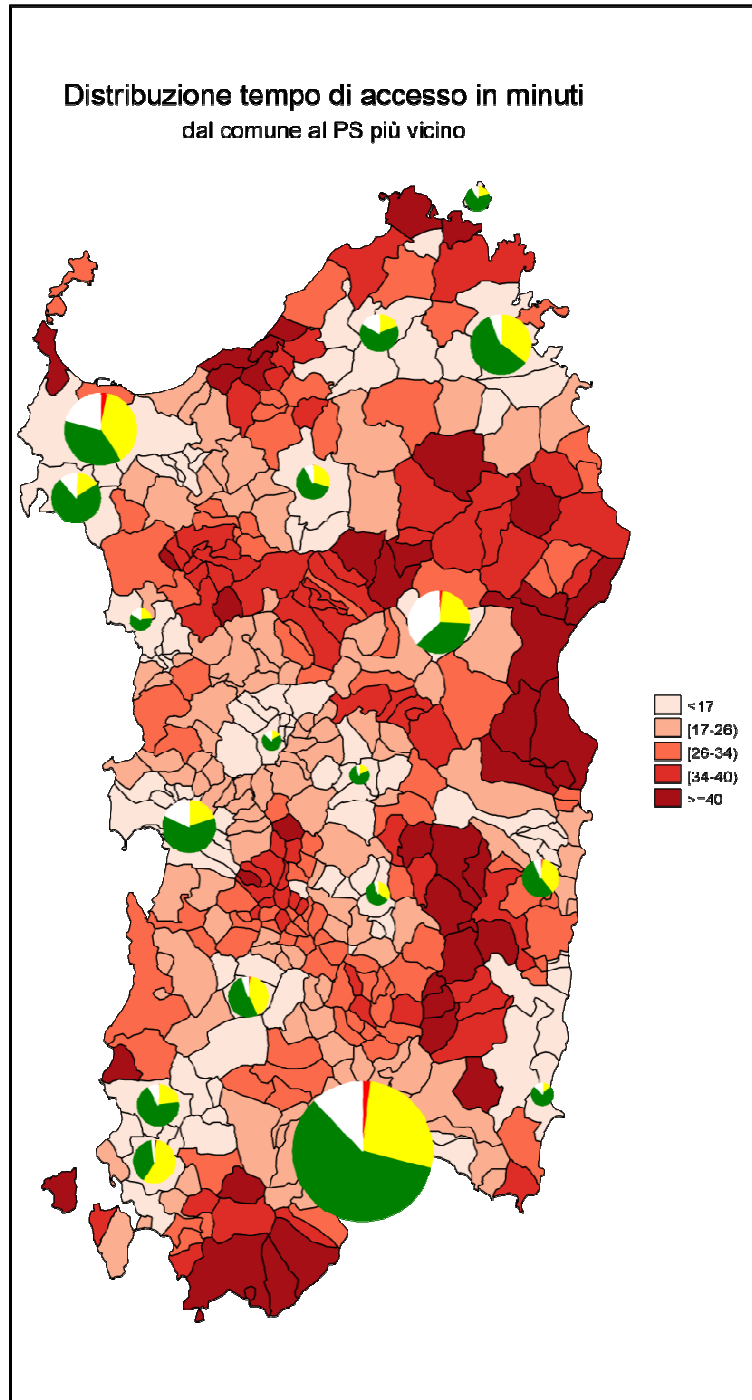 Distribuzione tempo di accesso in minuti
dal comune al PS più vicino
<17
[17-26)
[26-34)
[34-40)
>=40